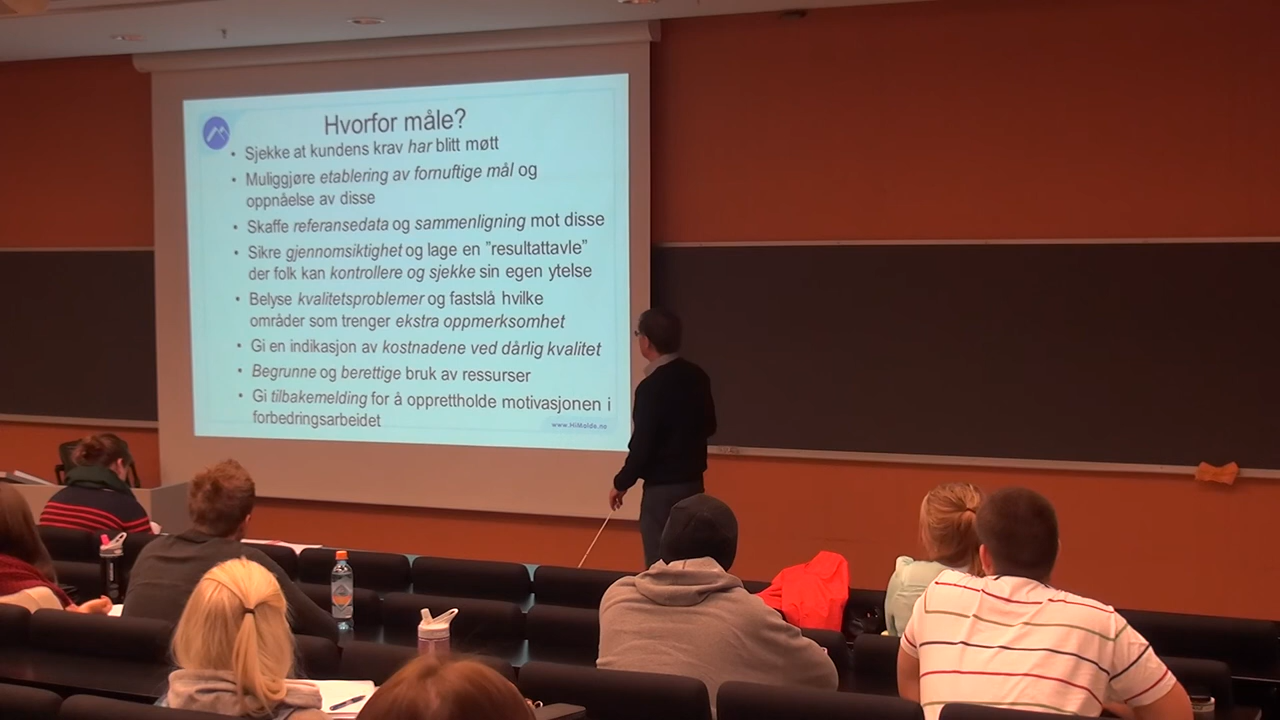 Hvorfor måle?
• Sjekke at kundens krav har blitt møtt
• Muliggjøre etablering av fornuftige mål og
oppnåelse av disse
• Skaffe referansedata og sammenligning mot disse
• Sikre gjennomsiktighet og lage en ”resultattavle”
der folk kan kontrollere og sjekke sin egen ytelse
• Belyse kvalitetsproblemer og fastslå hvilke
områder som trenger ekstra oppmerksomhet
• Gi en indikasjon av kostnadene ved dårlig kvalitet
• Begrunne og berettige bruk av ressurser
• Gi tilbakemelding for å opprettholde motivasjonen i
forbedringsarbeidet
www.HiMolde.no